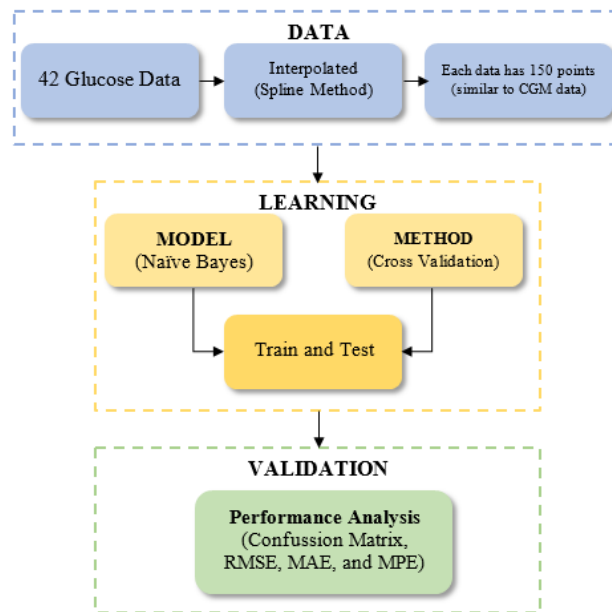 DATA
42 Glucose Data
Interpolated
(Spline Method)
Each data has 150 points
(similar to CGM data)
LEARNING
MODEL
(Naïve Bayes)
METHOD
(Cross Validation)
Train and Test
VALIDATION
Performance Analysis
(Confussion Matrix,
RMSE, MAE, and MPE)